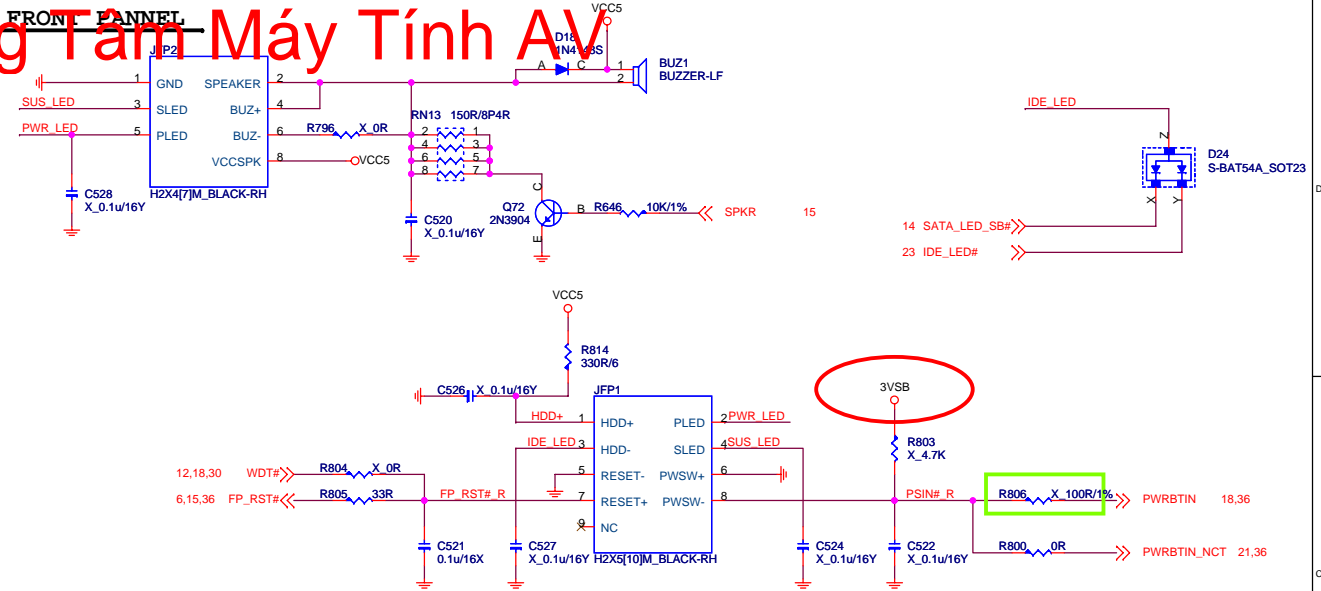 FRONT PANNEL
g Tâm Máy Tính AV
JFP2
1 GND SPEAKER 2
3 SLED BUZ+ 4
5 PLED BUZ- 6
VCCSPK 8
H2X4[7]M_BLACK-RH
SUS_LED
PWR_LED
C528
X_0.1u/16Y
R796 X_0R
VCC5
VCC5
D18
1N4148S
A C
1
2
BUZ1
BUZZER-LF
RN13 150R/8P4R
2 1
4 3
6 5
8 7
C520
X_0.1u/16Y
Q72
2N3904
C
B
E
R646 10K/1%
SPKR 15
IDE_LED
Z
D24
S-BAT54A_SOT23
X Y
14 SATA_LED_SB#
23 IDE_LED#
D
VCC5
R814
330R/6
C526 X_0.1u/16Y
JFP1
HDD+ 1 HDD+ PLED 2 PWR_LED
IDE_LED 3 HDD- SLED 4 SUS_LED
5 RESET- PWSW+ 6
7 RESET+ PWSW- 8
9 NC
H2X5[10]M_BLACK-RH
12,18,30 WDT# R804 X_0R
6,15,36 FP_RST# R805 33R FP_RST#_R
C521
0.1u/16X
C527
X_0.1u/16Y
C524
X_0.1u/16Y
C522
X_0.1u/16Y
3VSB
R803
X_4.7K
PSIN#_R
R806 X_100R/1%
PWRBTIN 18,36
R800 0R
PWRBTIN_NCT 21,36
C